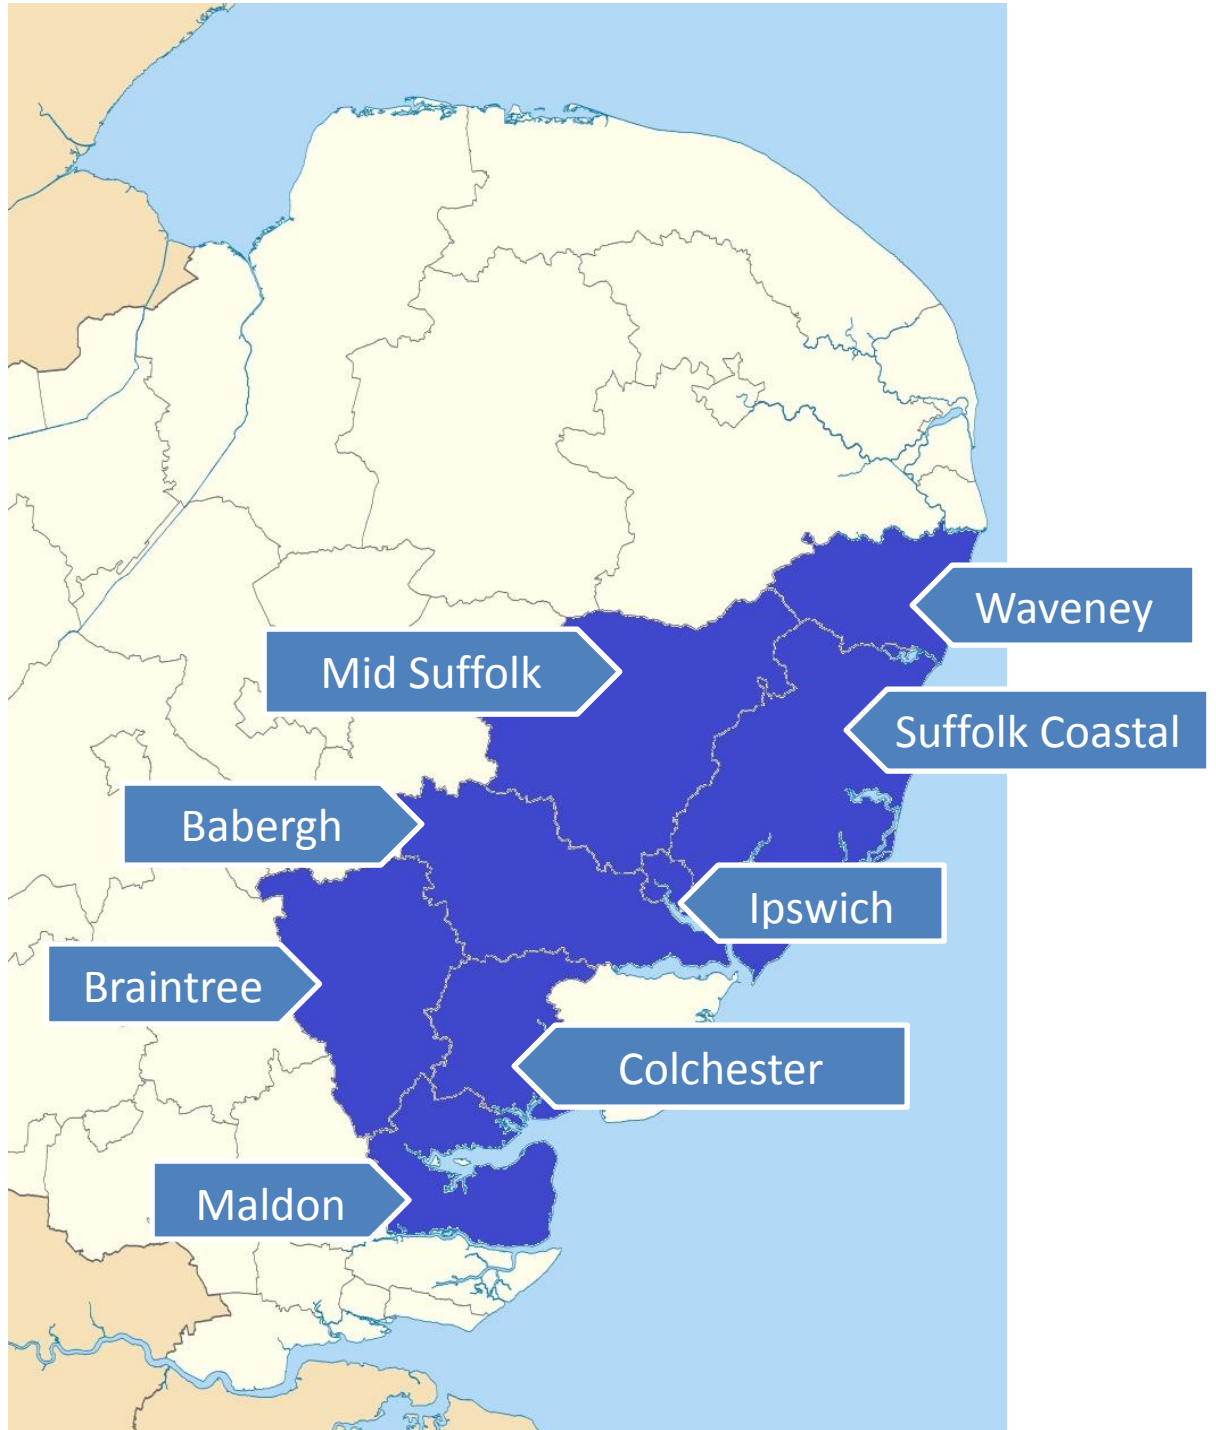 Waveney
Mid Suffolk
Suffolk Coastal
Babergh
Ipswich
Braintree
Colchester
Maldon